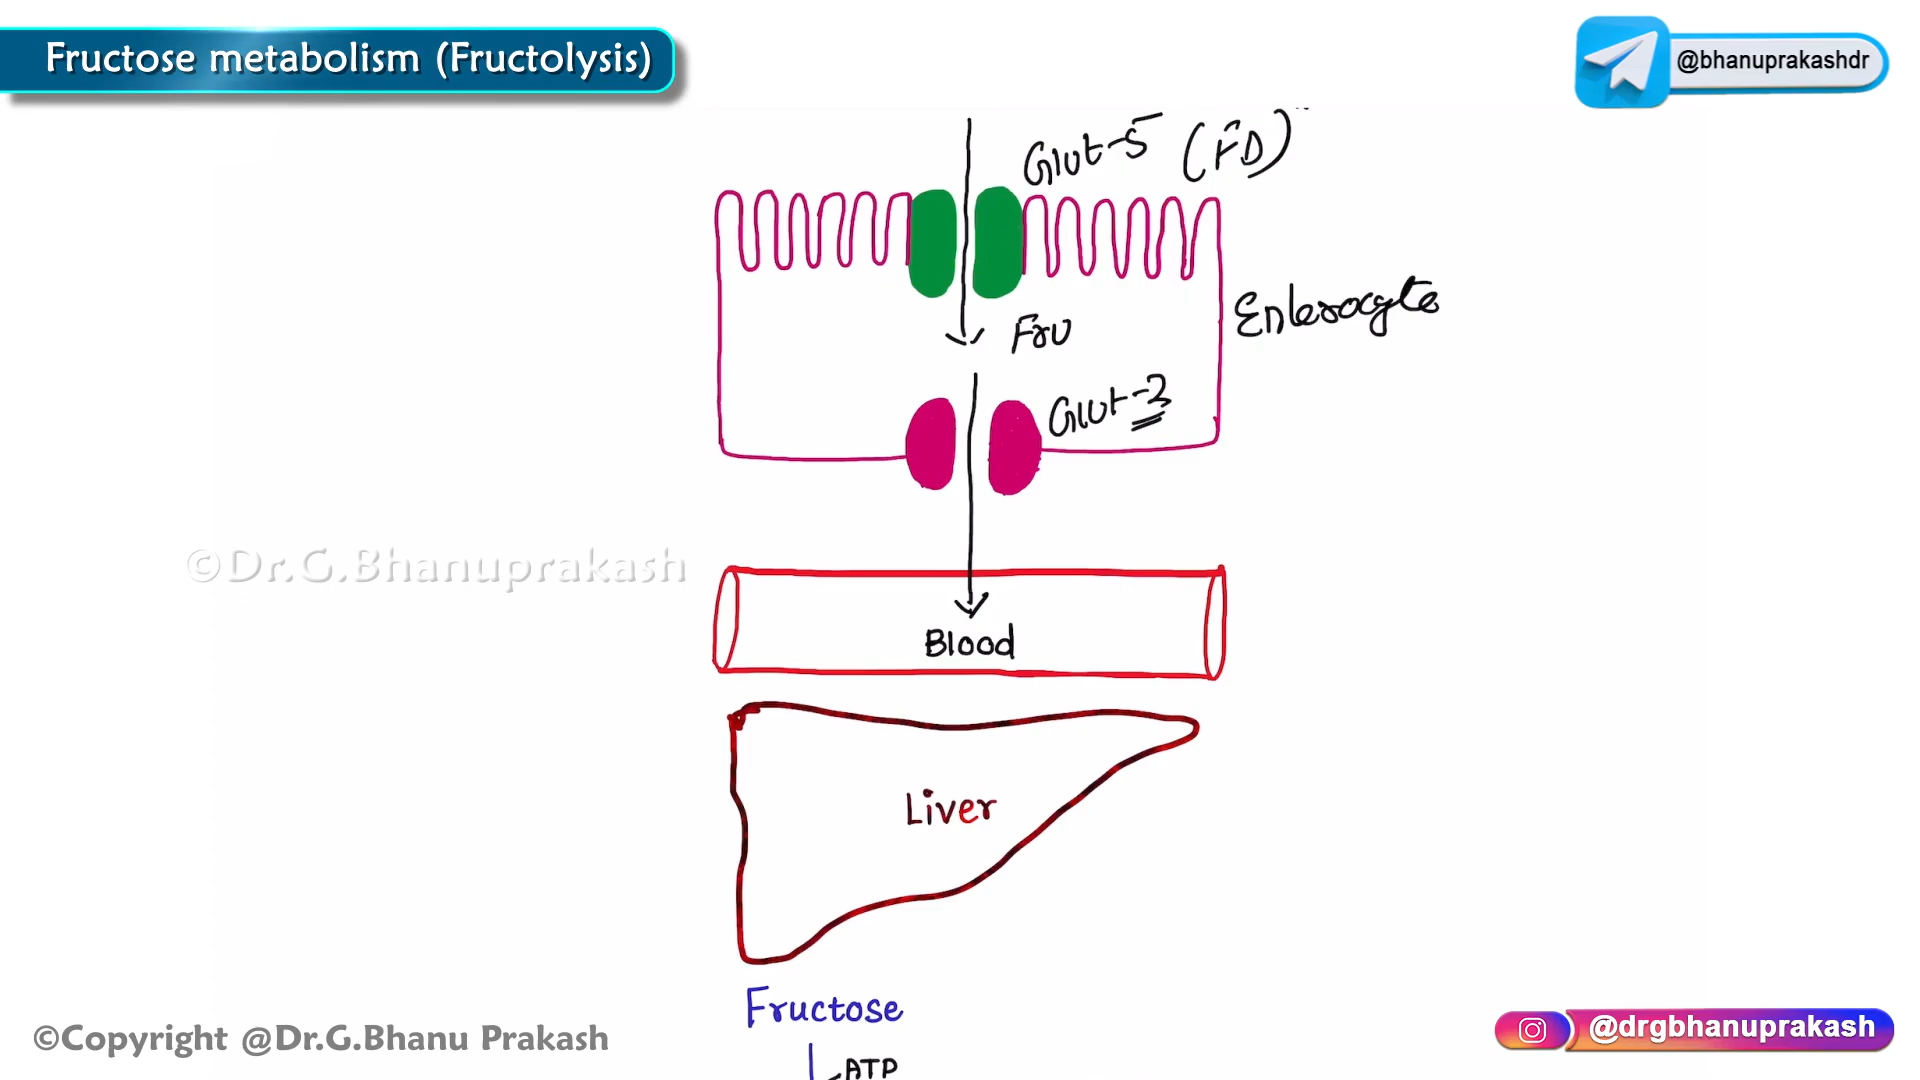 Fructose metabolism (Fructolysis)
@bhanuprakashdr
Glut-5 (FD)
Enterocyte
Fru
Glut-2
©Dr.G.Bhanuprakash
Blood
Liver
Fructose
ATP
©Copyright @Dr.G.Bhanu Prakash
@drgbhanuprakash